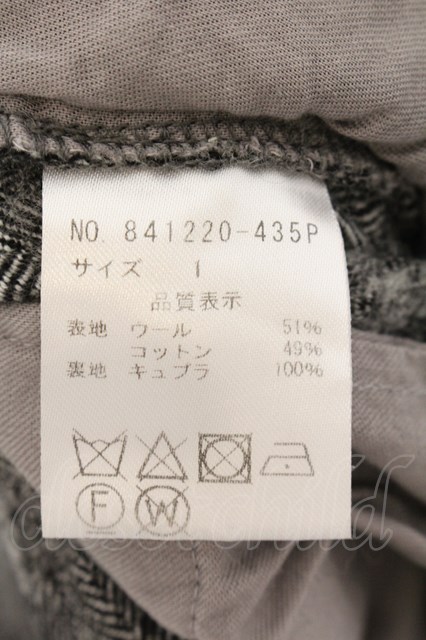 NO. 841220-435P
サイズ 1
品質表示
表地 ウール 51%
コットン 49%
裏地 キュプラ 100%
F W